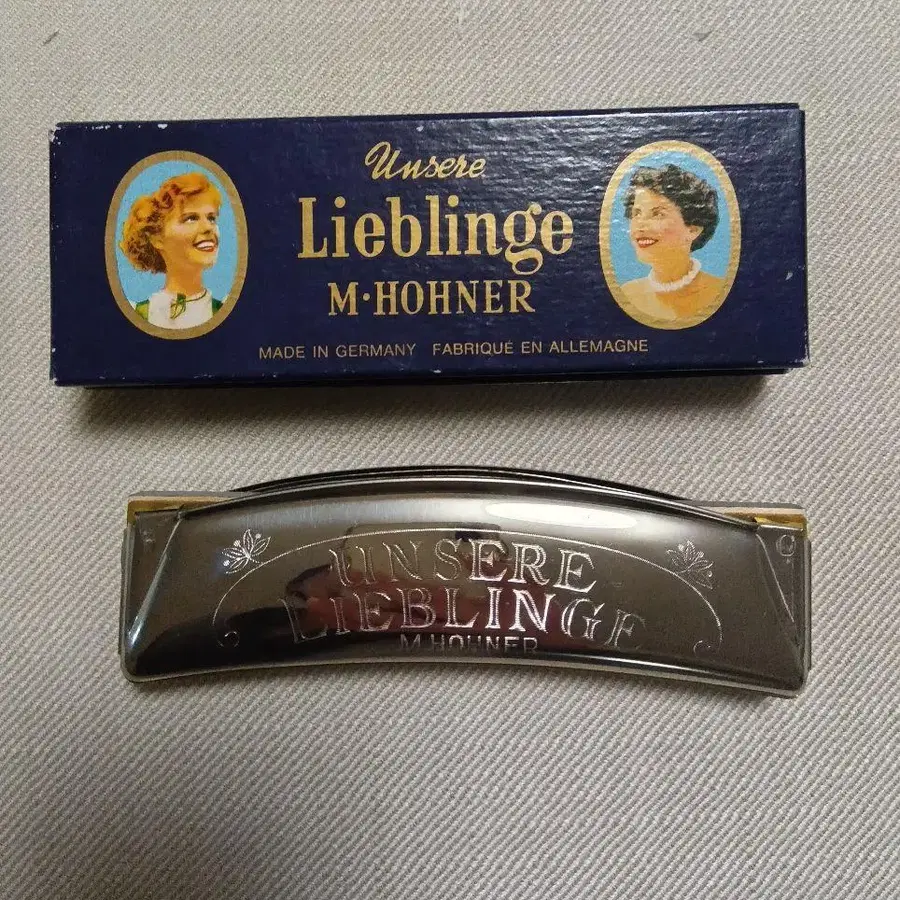 Unsere
Lieblinge
M·HOHNER
MADE IN GERMANY FABRIQUÉ EN ALLEMAGNE
UNSERE
LIEBLINGE
M.HOHNER